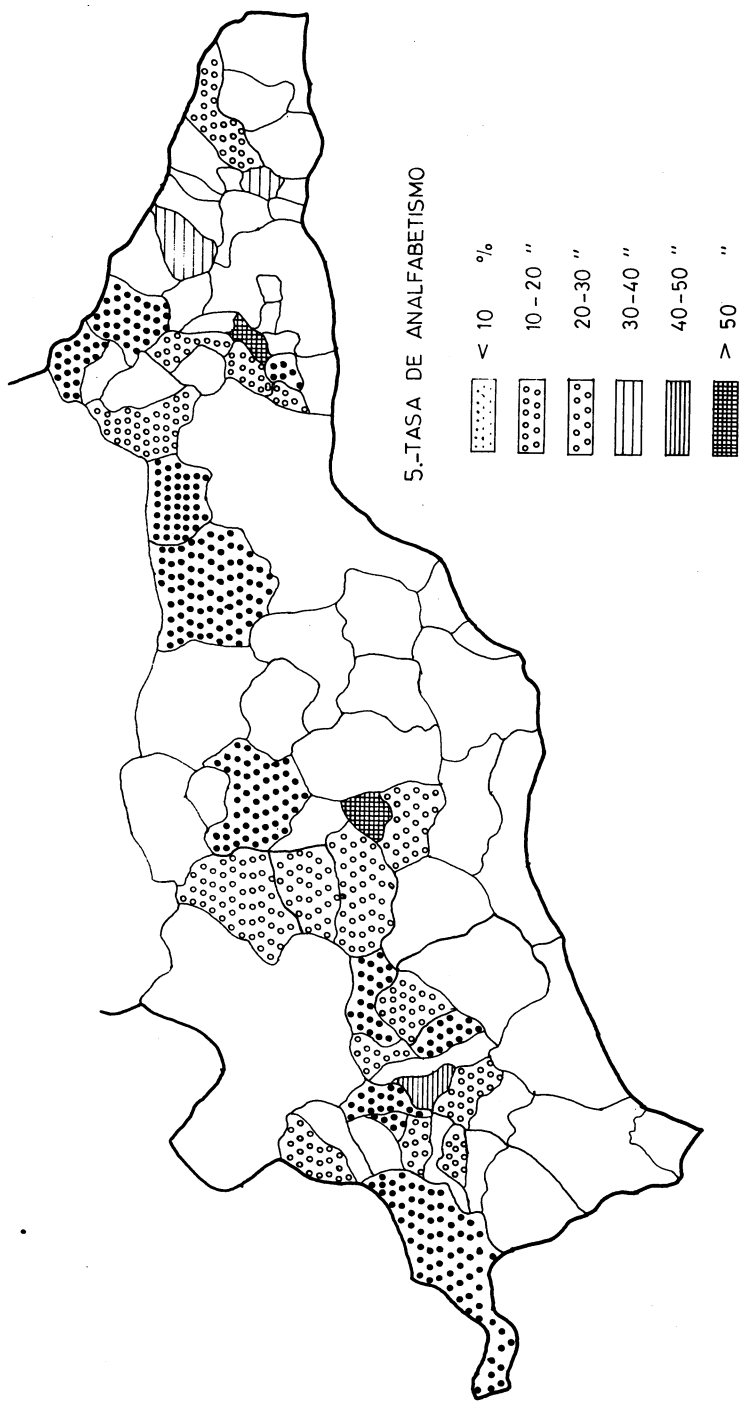 5.-TASA DE ANALFABETISMO
< 10 %
10-20 "
20-30 "
30-40 "
40-50 "
> 50 "